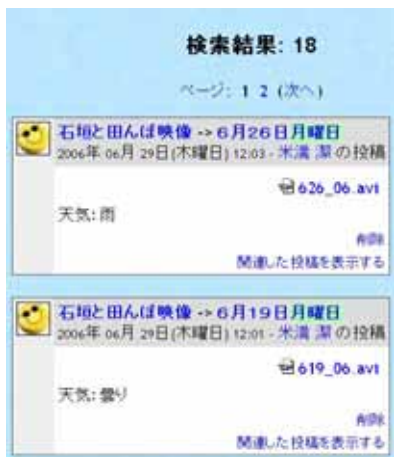 検索結果: 18
ページ: 1 2 (次へ)
石垣と田んぼ映像 -> 6月26日月曜日
2006年 06月 29日(木曜日) 12:03 - 米満 潔 の投稿
626_06.avi
天気: 雨
削除
関連した投稿を表示する
石垣と田んぼ映像 -> 6月19日月曜日
2006年 06月 29日(木曜日) 12:01 - 米満 潔 の投稿
619_06.avi
天気: 曇り
削除
関連した投稿を表示する